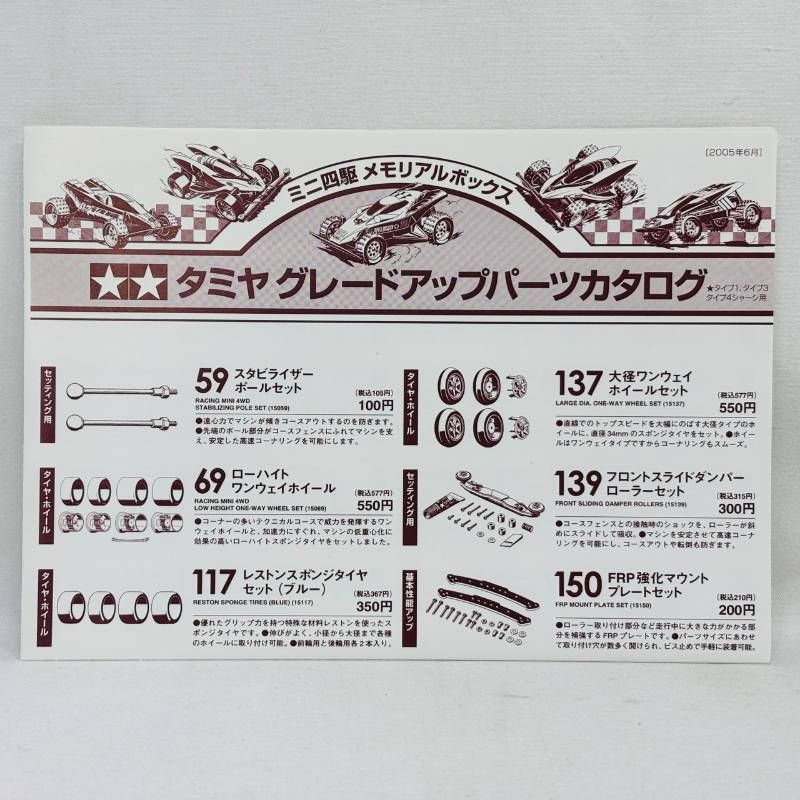 [2005年6月]
ミニ四駆 メモリアルボックス
タミヤ グレードアップパーツカタログ
★タイプ1、タイプ3
タイプ4シャーシ用
セッティング用
59 スタビライザー
ポールセット
RACING MINI 4WD
STABILIZING POLE SET (15059)
(税込105円)
100円
●遠心力でマシンが傾きコースアウトするのを防ぎます。
●先端のボール部分がコースフェンスにふれてマシンを支
え、安定した高速コーナリングを可能にします。
タイヤ・ホイール
69 ローハイト
ワンウェイホイール
RACING MINI 4WD
LOW HEIGHT ONE-WAY WHEEL SET (15069)
(税込577円)
550円
●コーナーの多いテクニカルコースで威力を発揮するワン
ウェイホイールと、加速力にすぐれ、マシンの低重心化に
効果の高いローハイトスポンジタイヤをセットしました。
タイヤ・ホイール
117 レストンスポンジタイヤ
セット(ブルー)
RESTON SPONGE TIRES (BLUE) (15117)
(税込367円)
350円
●優れたグリップ力を持つ特殊な材料レストンを使ったス
ポンジタイヤです。●伸びがよく、小径から大径まで各種
のホイールに取り付け可能。●前輪用と後輪用各2本入り。
タイヤ・ホイール
137 大径ワンウェイ
ホイールセット
LARGE DIA. ONE-WAY WHEEL SET (15137)
(税込577円)
550円
●直線でのトップスピードを大幅にのばす大径タイプのホ
イールに、直径34mmのスポンジタイヤをセット。●ホイー
ルはワンウェイタイプですからコーナリングもスムーズ。
セッティング用
139 フロントスライドダンパー
ローラーセット
FRONT SLIDING DAMPER ROLLERS (15139)
(税込315円)
300円
●コースフェンスとの接触時のショックを、ローラーが斜
めにスライドして吸収。●マシンを安定させて高速コーナ
リングを可能にし、コースアウトや転倒も防ぎます。
基本性能アップ
150 FRP強化マウント
プレートセット
FRP MOUNT PLATE SET (15150)
(税込210円)
200円
●ローラー取り付け部分など走行中に大きな力がかかる部
分を補強するFRPプレートです。●パーツサイズにあわせ
て取り付け穴が数多く開けられ、ビス止めで手軽に装着可能。